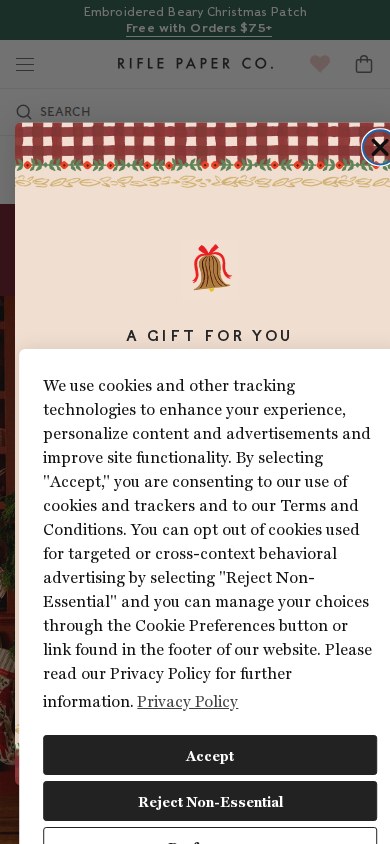 Embroidered Beary Christmas Patch
Free with Orders $75+
RIFLE PAPER CO.
SEARCH
A GIFT FOR YOU
We use cookies and other tracking
technologies to enhance your experience,
personalize content and advertisements and
improve site functionality. By selecting
"Accept," you are consenting to our use of
cookies and trackers and to our Terms and
Conditions. You can opt out of cookies used
for targeted or cross-context behavioral
advertising by selecting "Reject Non-
Essential" and you can manage your choices
through the Cookie Preferences button or
link found in the footer of our website. Please
read our Privacy Policy for further
information. Privacy Policy
Accept
Reject Non-Essential